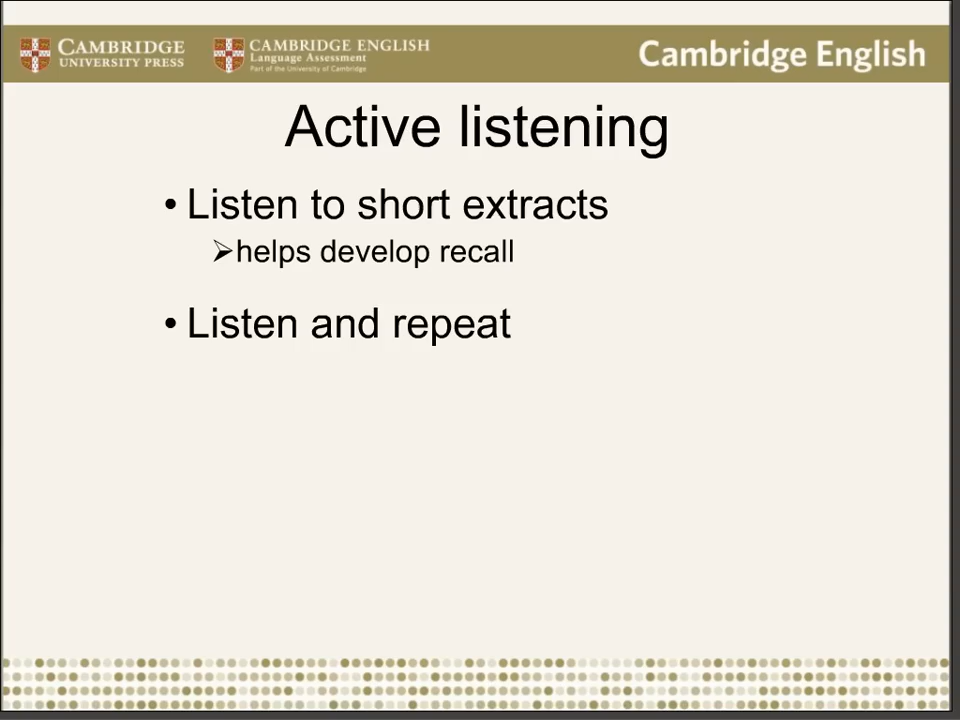 CAMBRIDGE
UNIVERSITY PRESS
CAMBRIDGE ENGLISH
Language Assessment
Part of the University of Cambridge
Cambridge English
Active listening
• Listen to short extracts
➢helps develop recall
• Listen and repeat